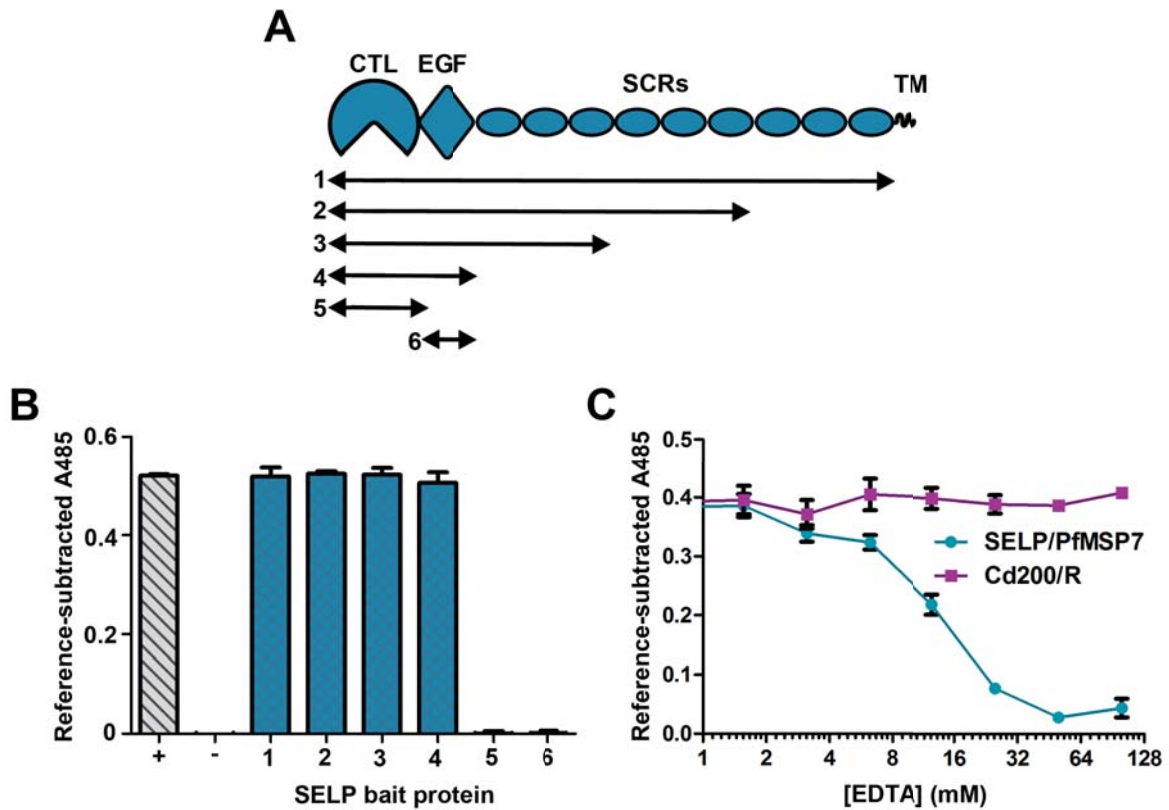 A
CTL EGF SCRs TM
1
2
3
4
5
6
B
Reference-subtracted A485
0.6
0.4
0.2
0
+ - 1 2 3 4 5 6
SELP bait protein
C
Reference-subtracted A485
0.5
0.4
0.3
0.2
0.1
0.0
SELP/PfMSP7
Cd200/R
1 2 4 8 16 32 64 128
[EDTA] (mM)